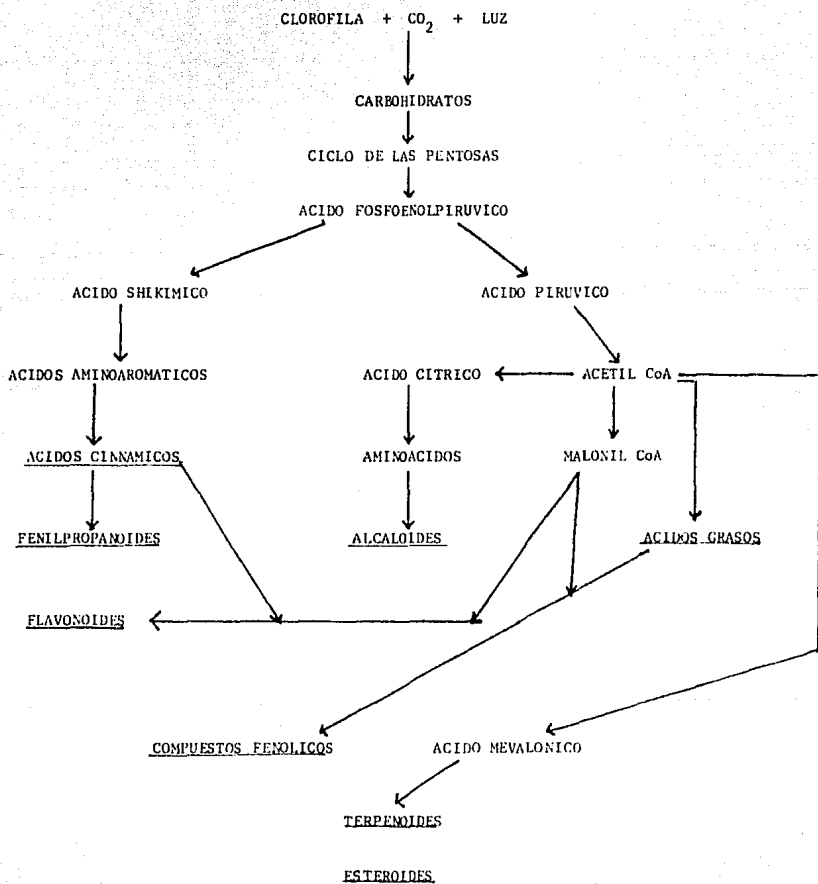 CLOROFILA + CO2 + LUZ
CARBOHIDRATOS
CICLO DE LAS PENTOSAS
ACIDO FOSFOENOLPIRUVICO
ACIDO SHIKIMICO
ACIDO PIRUVICO
ACIDOS AMINOAROMATICOS
ACIDO CITRICO
ACETIL CoA
ACIDOS CINNAMICOS
AMINOACIDOS
MALONIL CoA
FENILPROPANOIDES
ALCALOIDES
ACIDOS GRASOS
FLAVONOIDES
COMPUESTOS FENOLICOS
ACIDO MEVALONICO
TERPENOIDES
ESTEROIDES